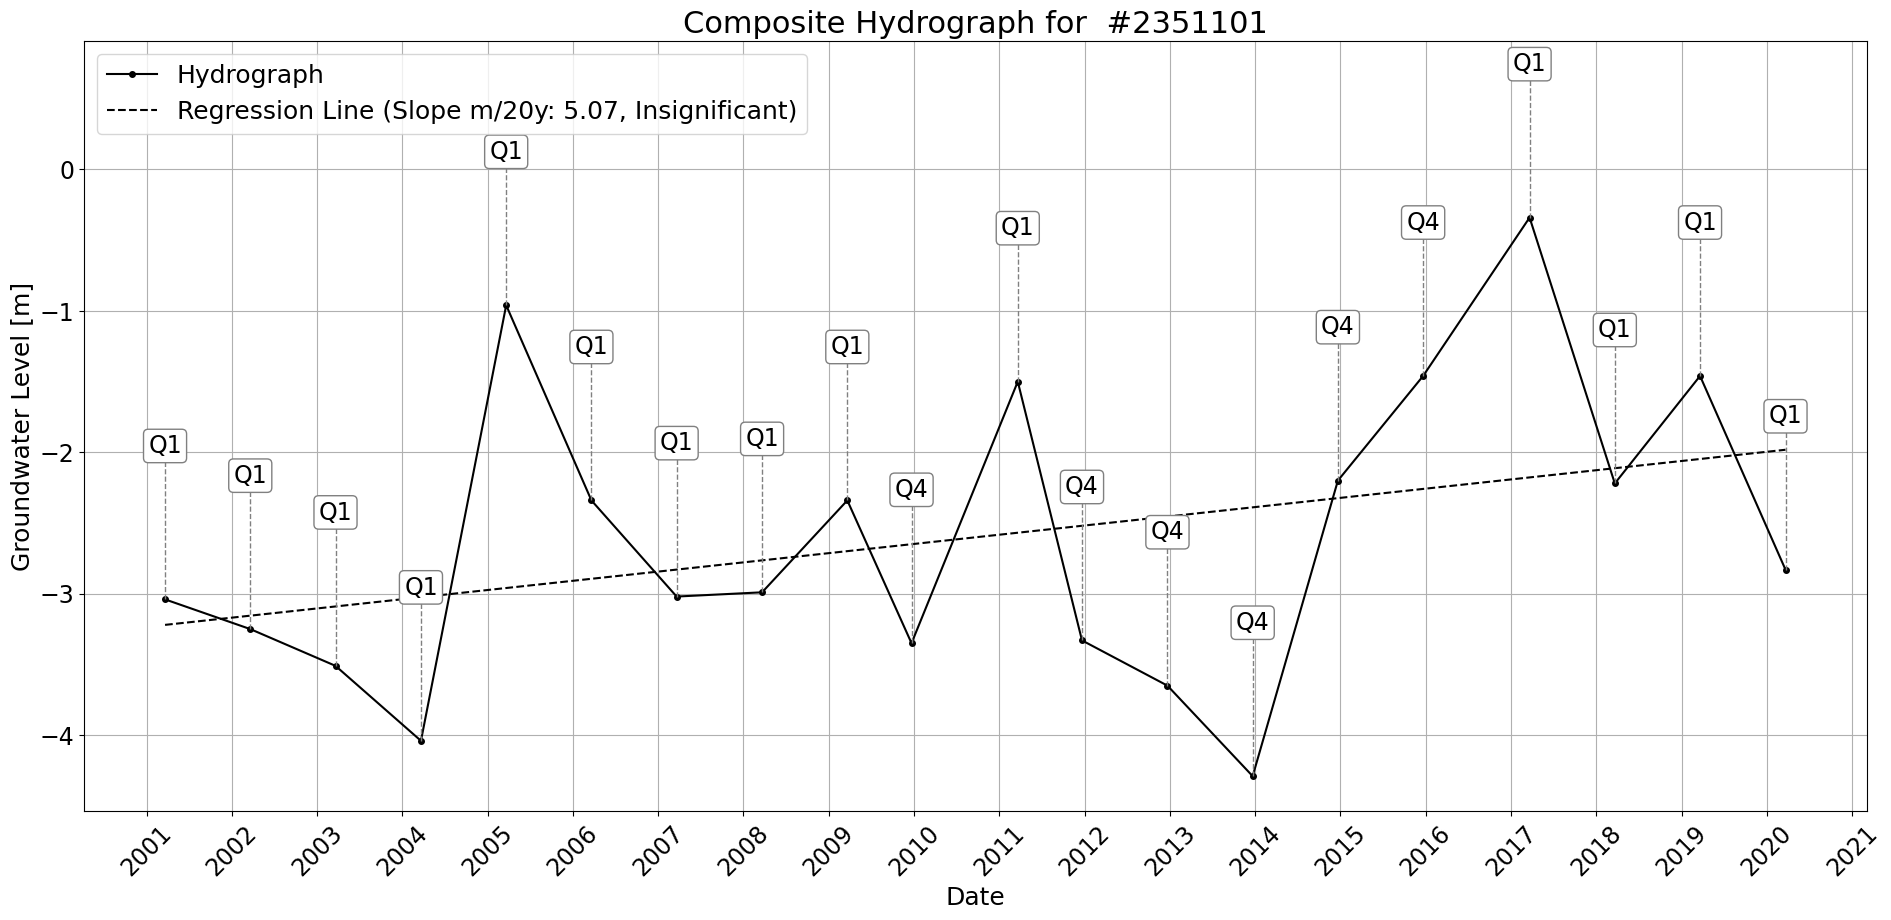 Composite Hydrograph for  #2351101
Hydrograph
Regression Line (Slope m/20y: 5.07, Insignificant)
Groundwater Level [m]
0
−1
−2
−3
−4
Q1
Q1
Q1
Q1
Q1
Q1
Q1
Q1
Q1
Q4
Q1
Q4
Q4
Q4
Q4
Q4
Q1
Q1
Q1
Q1
2001
2002
2003
2004
2005
2006
2007
2008
2009
2010
2011
2012
2013
2014
2015
2016
2017
2018
2019
2020
2021
Date